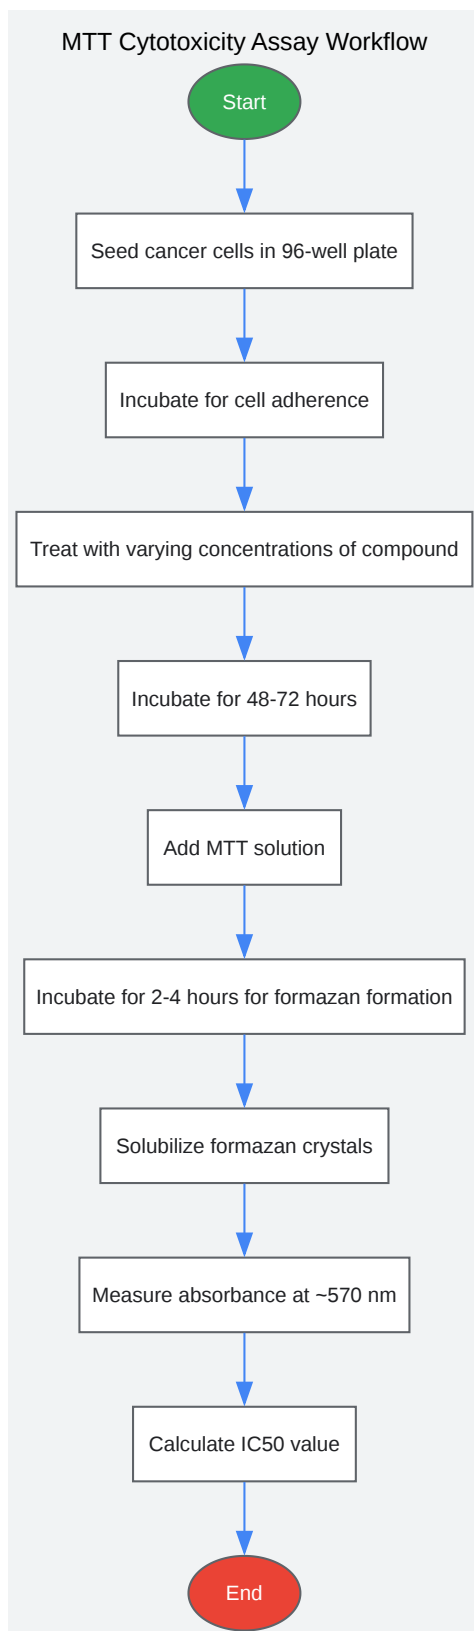 MTT Cytotoxicity Assay Workflow
Start
Seed cancer cells in 96-well plate
Incubate for cell adherence
Treat with varying concentrations of compound
Incubate for 48-72 hours
Add MTT solution
Incubate for 2-4 hours for formazan formation
Solubilize formazan crystals
Measure absorbance at ~570 nm
Calculate IC50 value
End